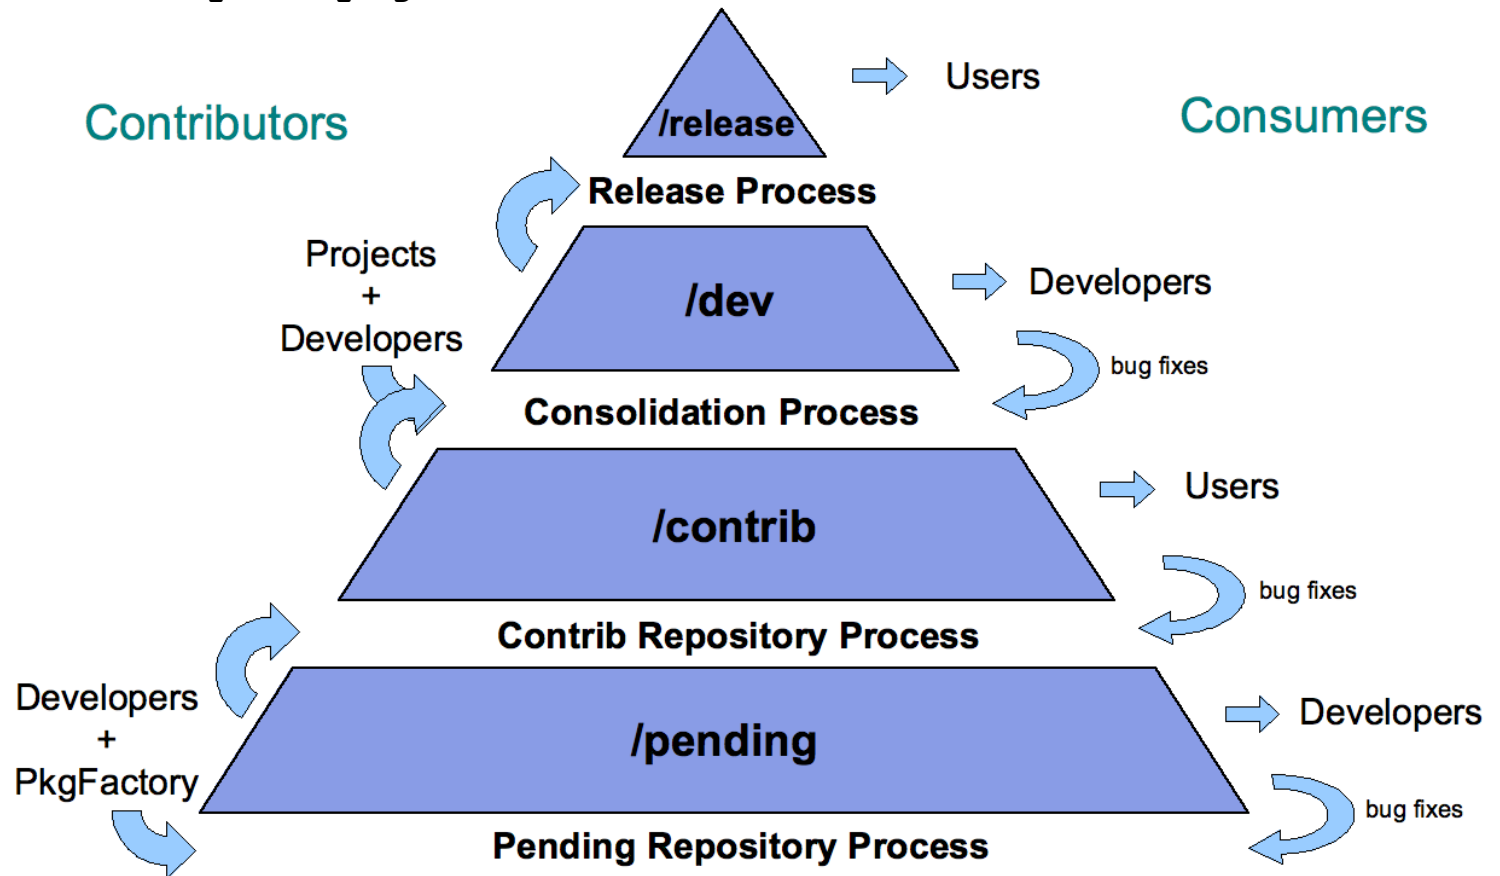 Users
Contributors
/release
Consumers
Release Process
Projects
+
Developers
/dev
Developers
bug fixes
Consolidation Process
/contrib
Users
bug fixes
Contrib Repository Process
Developers
+
PkgFactory
/pending
Developers
bug fixes
Pending Repository Process